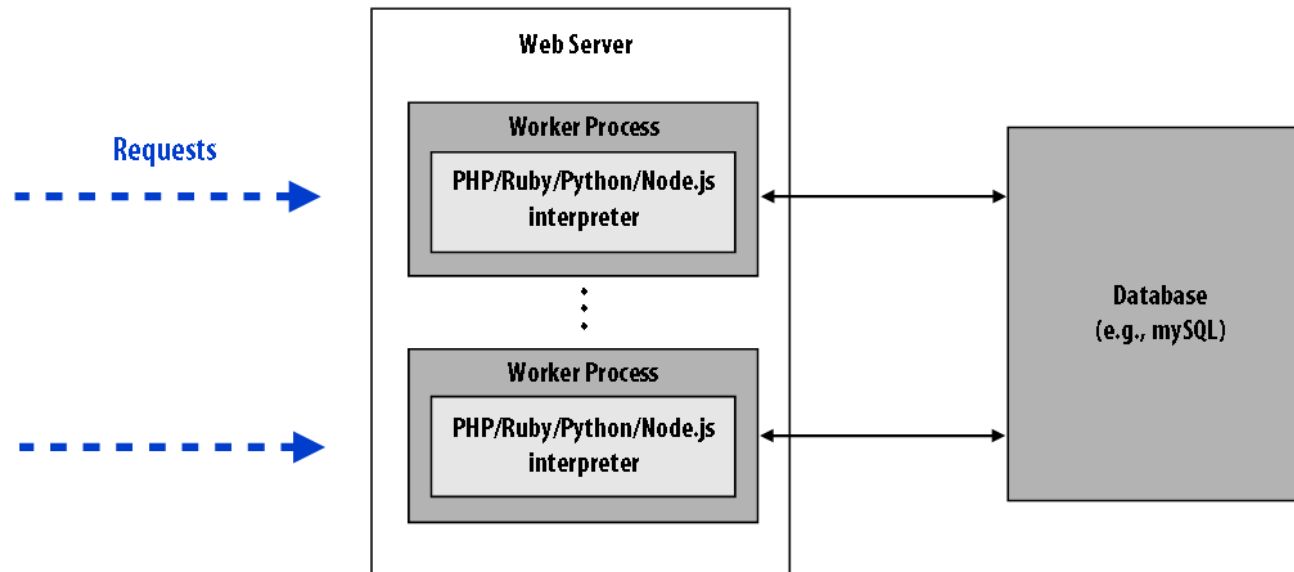 Web Server
Requests
Worker Process
PHP/Ruby/Python/Node.js
interpreter
Worker Process
PHP/Ruby/Python/Node.js
interpreter
Database
(e.g., mySQL)